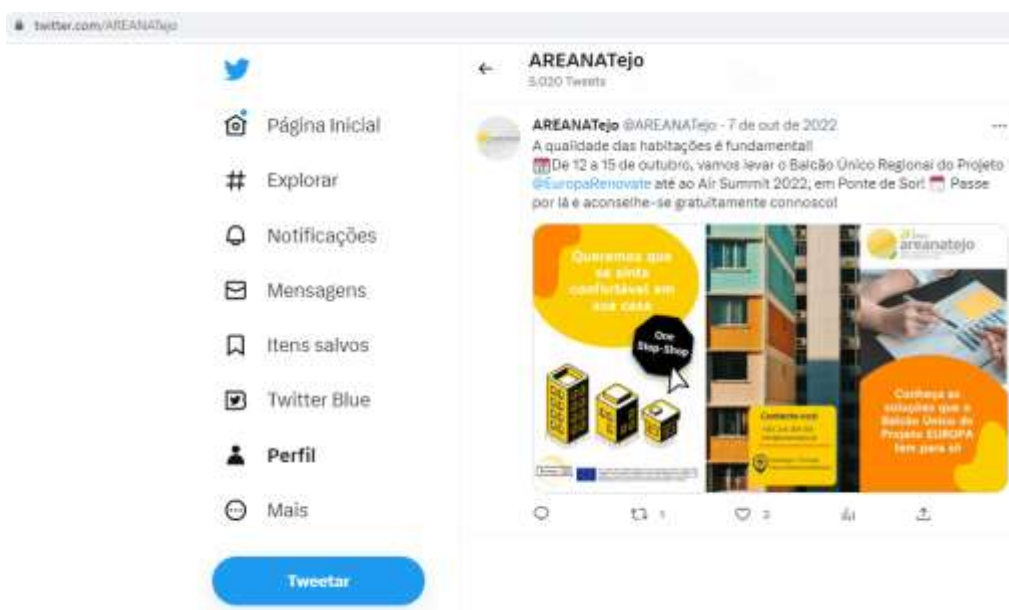 twitter.com/AREANATejo
AREANATejo
5.020 Tweets
Página Inicial
Explorar
Notificações
Mensagens
Itens salvos
Twitter Blue
Perfil
Mais
Tweetar
AREANATejo @AREANATejo · 7 de out de 2022
A qualidade das habitações é fundamental!
De 12 a 15 de outubro, vamos levar o Balcão Único Regional do Projeto
@EuropaRenovate até ao Air Summit 2022, em Ponte de Sor! Passe
por lá e aconselhe-se gratuitamente connosco!
Queremos que
se sinta
confortável em
sua casa
One
Stop-Shop
areanatejo
Conheça as
soluções que o
Balcão Único do
Projeto EUROPA
tem para si!
1